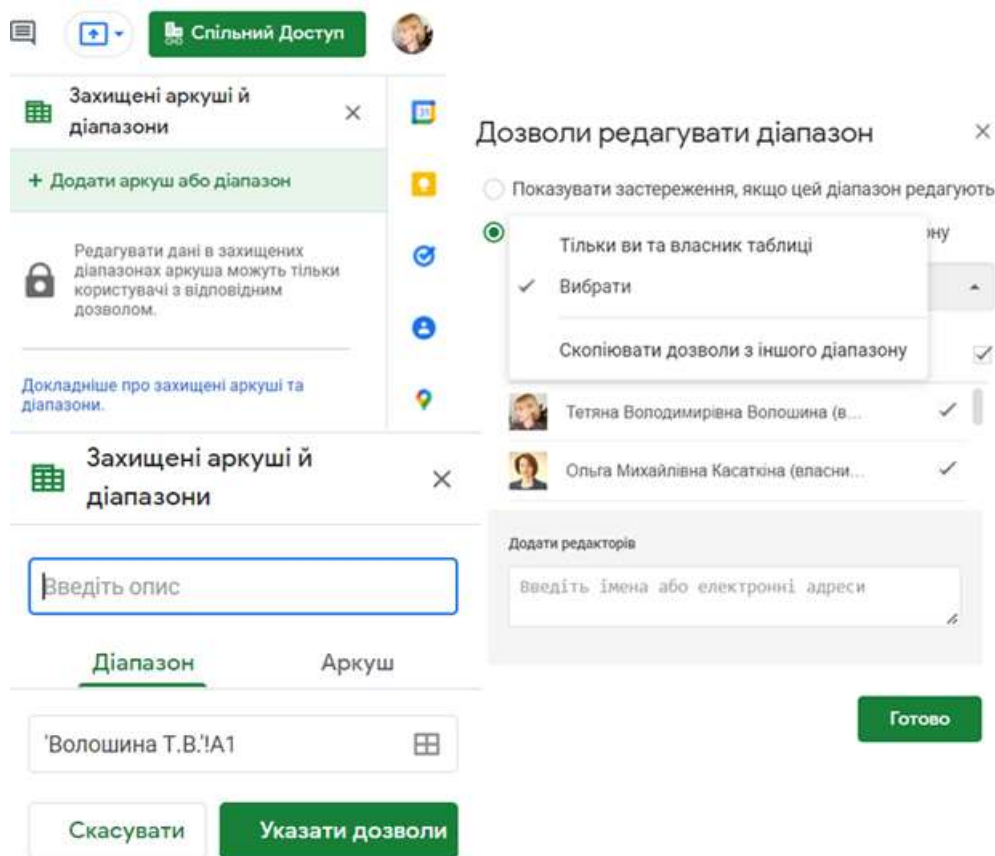 Спільний Доступ
Захищені аркуші й
діапазони
+ Додати аркуш або діапазон
Редагувати дані в захищених
діапазонах аркуша можуть тільки
користувачі з відповідним
дозволом.
Докладніше про захищені аркуші та
діапазони.
Захищені аркуші й
діапазони
Введіть опис
Діапазон Аркуш
'Волошина Т.В.'!A1
Скасувати Указати дозволи
Дозволи редагувати діапазон
Показувати застереження, якщо цей діапазон редагують
ну
Тільки ви та власник таблиці
Вибрати
Скопіювати дозволи з іншого діапазону
Тетяна Володимирівна Волошина (в...
Ольга Михайлівна Касаткіна (власни...
Додати редакторів
Введіть імена або електронні адреси
Готово